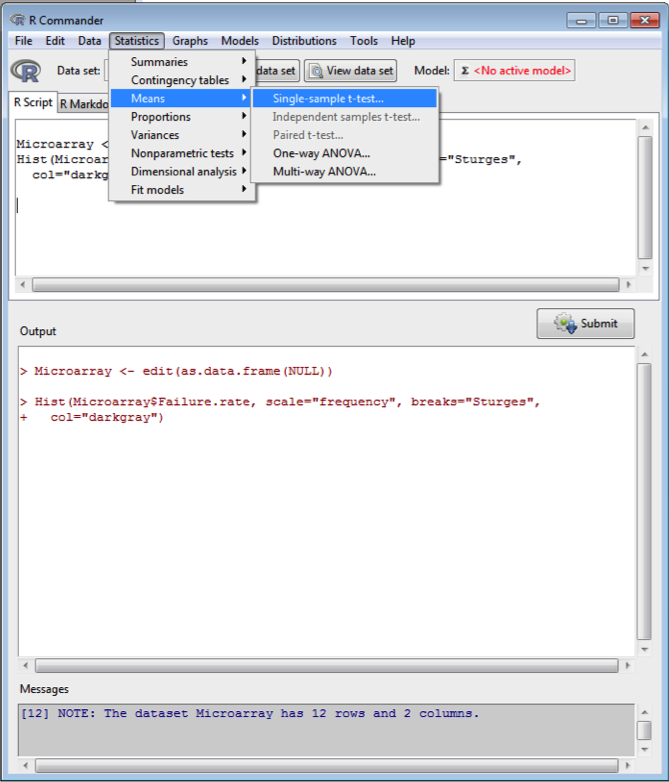 R Commander
File Edit Data Statistics Graphs Models Distributions Tools Help
R Data set: data set View data set Model: Σ <No active model>
Summaries
Contingency tables
R Script R Markdo
Means
Single-sample t-test...
Proportions
Independent samples t-test...
Variances
Paired t-test...
Nonparametric tests
One-way ANOVA...
Dimensional analysis
Multi-way ANOVA...
Fit models
Microarray <
Hist(Microar ="Sturges",
col="darkg
Submit
Output
> Microarray <- edit(as.data.frame(NULL))
> Hist(Microarray$Failure.rate, scale="frequency", breaks="Sturges",
+ col="darkgray")
Messages
[12] NOTE: The dataset Microarray has 12 rows and 2 columns.